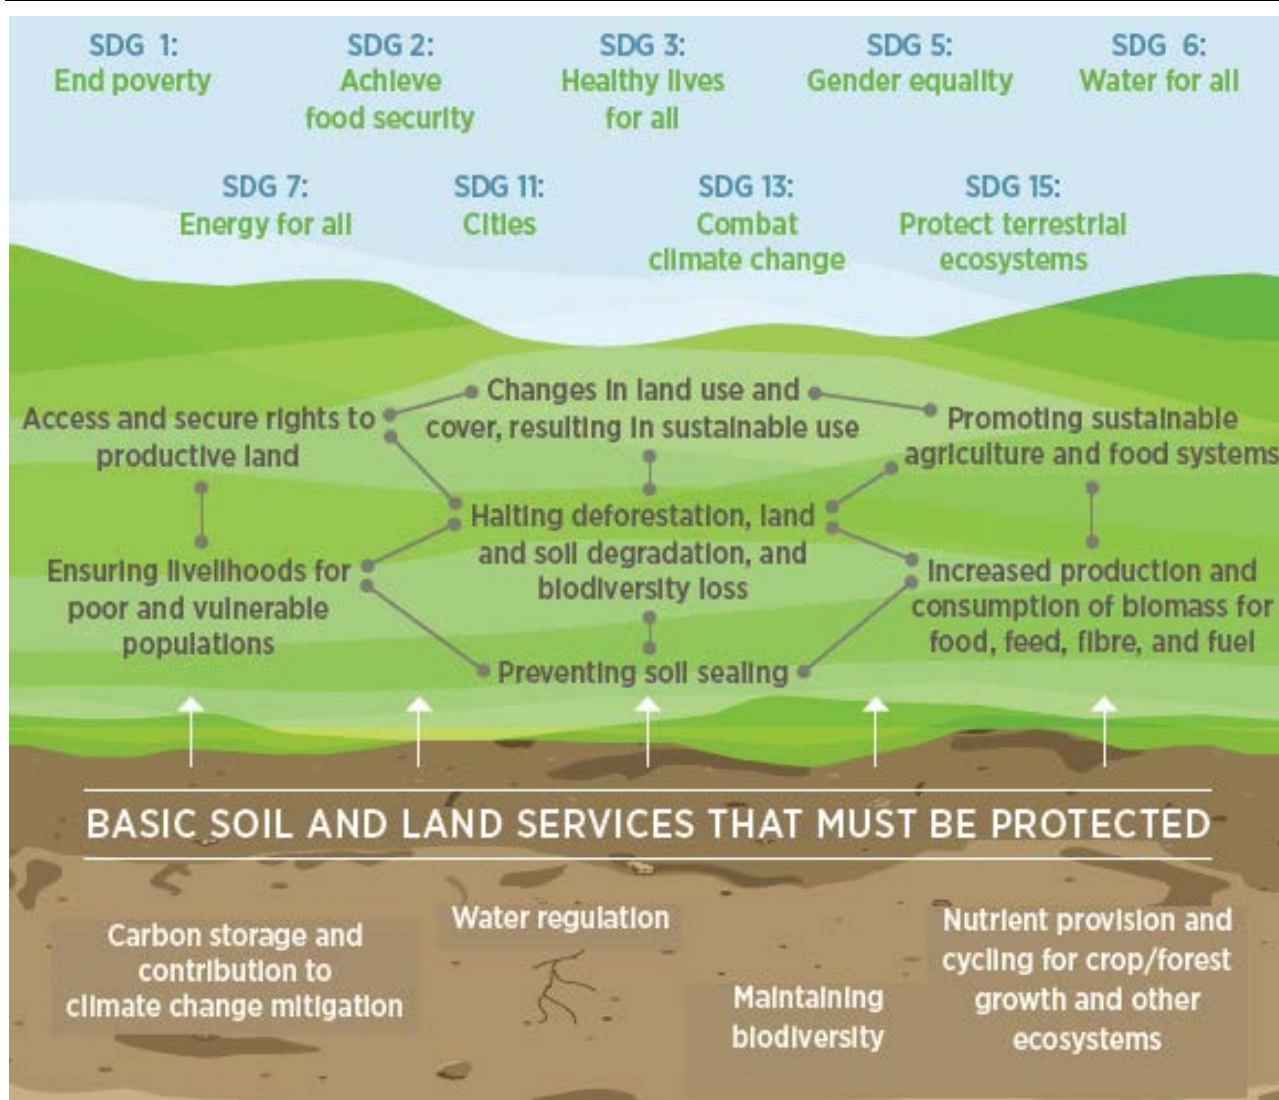 SDG 1:
End poverty
SDG 2:
Achieve
food security
SDG 3:
Healthy lives
for all
SDG 5:
Gender equality
SDG 6:
Water for all
SDG 7:
Energy for all
SDG 11:
Cities
SDG 13:
Combat
climate change
SDG 15:
Protect terrestrial
ecosystems
Access and secure rights to
productive land
Changes in land use and
cover, resulting in sustainable use
Promoting sustainable
agriculture and food systems
Ensuring livelihoods for
poor and vulnerable
populations
Halting deforestation, land
and soil degradation, and
biodiversity loss
Increased production and
consumption of biomass for
food, feed, fibre, and fuel
Preventing soil sealing
BASIC SOIL AND LAND SERVICES THAT MUST BE PROTECTED
Carbon storage and
contribution to
climate change mitigation
Water regulation
Maintaining
biodiversity
Nutrient provision and
cycling for crop/forest
growth and other
ecosystems